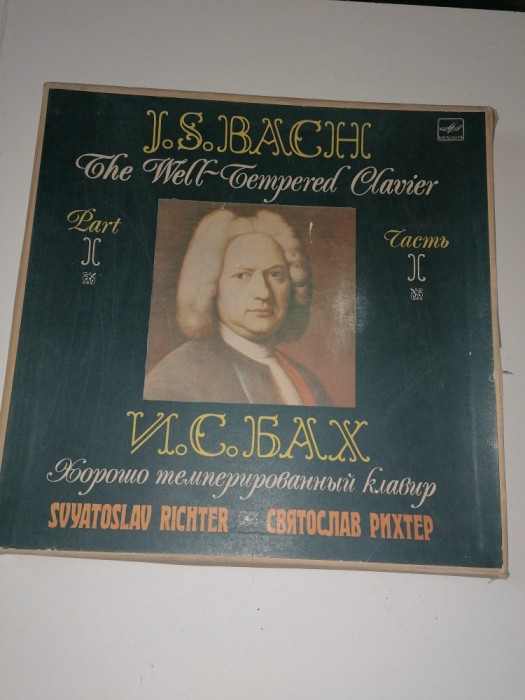 J.S.BACH
The Well-Tempered Clavier
Part
I
Часть
I
И.С.БАХ
Хорошо темперированный клавир
SVYATOSLAV RICHTER СВЯТОСЛАВ РИХТЕР